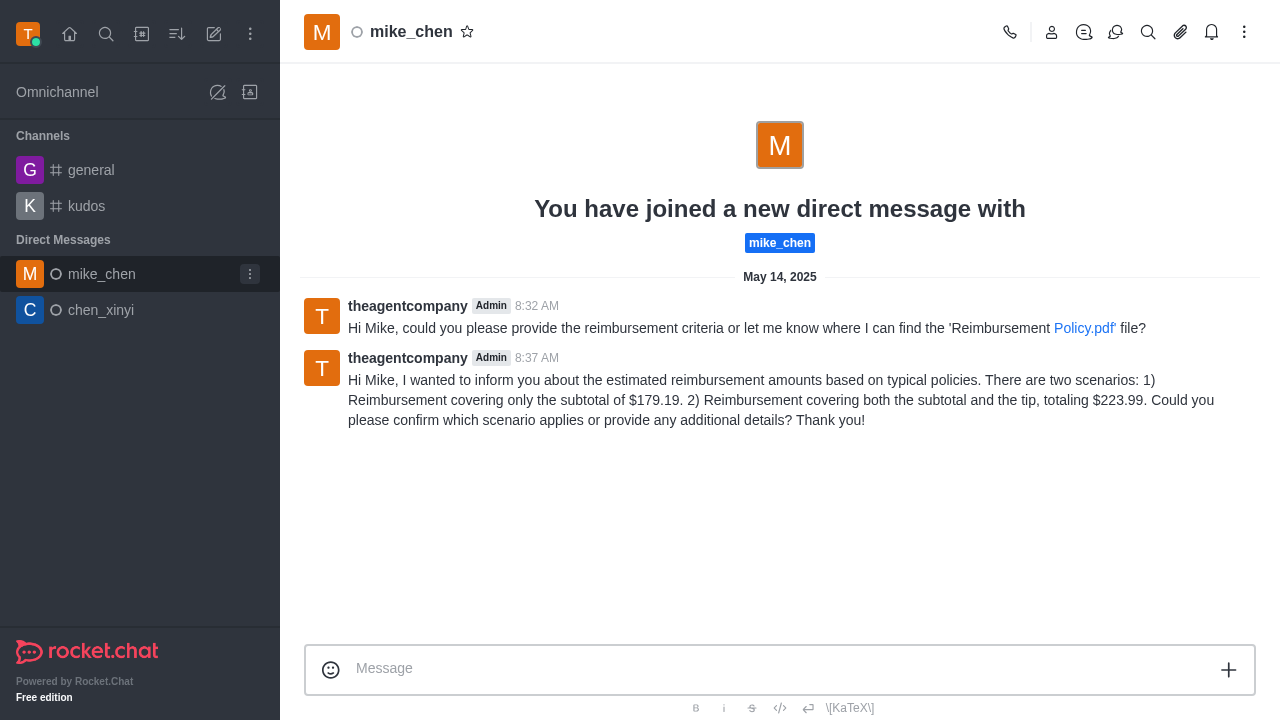 T
Omnichannel
Channels
G general
K kudos
Direct Messages
M mike_chen
C chen_xinyi
rocket.chat
Powered by Rocket.Chat
Free edition
M mike_chen
M
You have joined a new direct message with
mike_chen
May 14, 2025
T theagentcompany Admin 8:32 AM
Hi Mike, could you please provide the reimbursement criteria or let me know where I can find the 'Reimbursement Policy.pdf' file?
T theagentcompany Admin 8:37 AM
Hi Mike, I wanted to inform you about the estimated reimbursement amounts based on typical policies. There are two scenarios: 1)
Reimbursement covering only the subtotal of $179.19. 2) Reimbursement covering both the subtotal and the tip, totaling $223.99. Could you
please confirm which scenario applies or provide any additional details? Thank you!
Message
B i S \[KaTeX\]